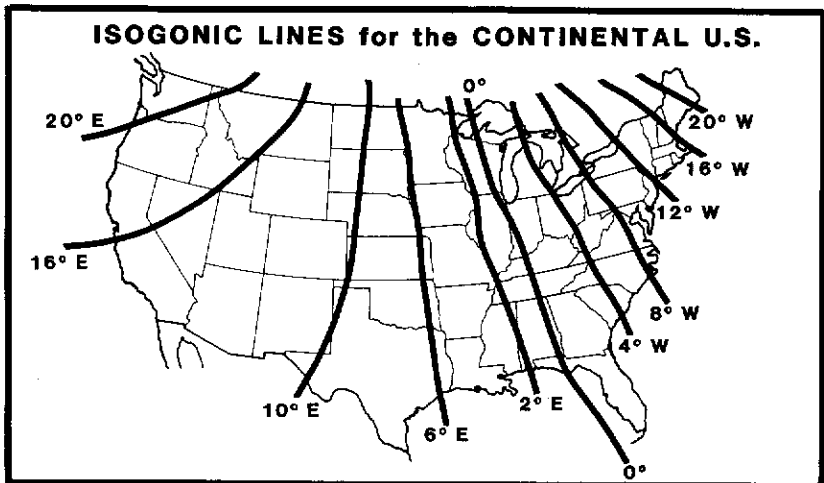 ISOGONIC LINES for the CONTINENTAL U.S.
0°
20° E
20° W
16° W
12° W
16° E
8° W
4° W
10° E
2° E
6° E
0°